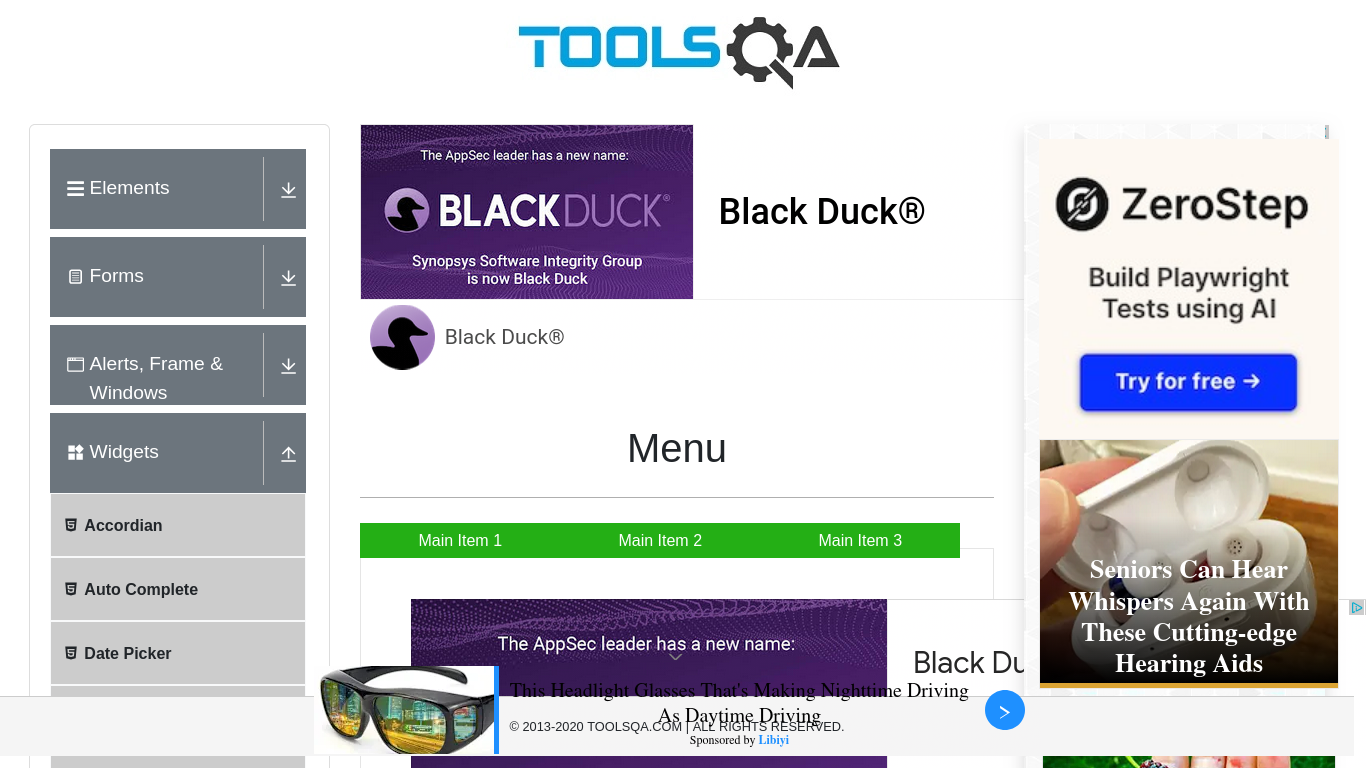 TOOLSQA
Elements
Forms
Alerts, Frame &
Windows
Widgets
Accordian
Auto Complete
Date Picker
The AppSec leader has a new name:
BLACKDUCK®
Synopsys Software Integrity Group
is now Black Duck
Black Duck®
Black Duck®
Menu
Main Item 1
Main Item 2
Main Item 3
The AppSec leader has a new name:
Black Du
ZeroStep
Build Playwright
Tests using AI
Try for free →
Seniors Can Hear
Whispers Again With
These Cutting-edge
Hearing Aids
This Headlight Glasses That's Making Nighttime Driving
As Daytime Driving
© 2013-2020 TOOLSQA.COM | ALL RIGHTS RESERVED.
Sponsored by Libiyi